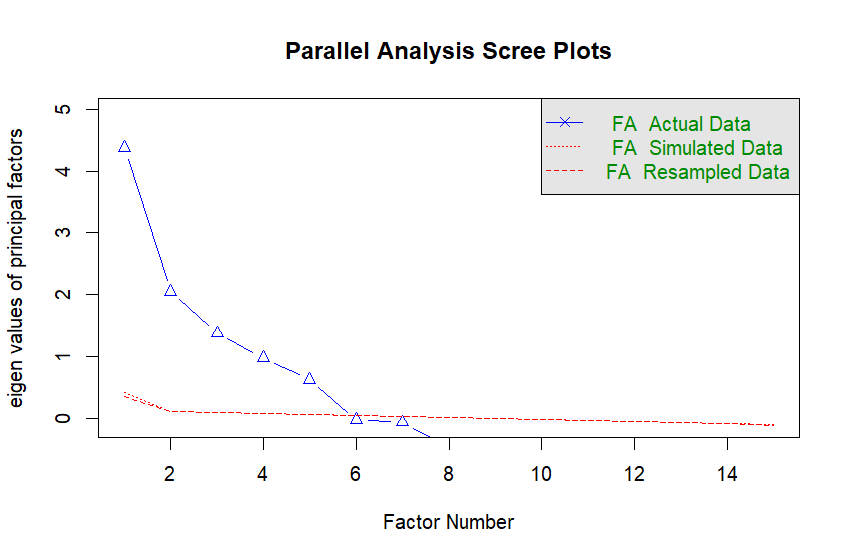 Parallel Analysis Scree Plots
eigen values of principal factors
5
4
3
2
1
0
FA Actual Data
FA Simulated Data
FA Resampled Data
2 4 6 8 10 12 14
Factor Number